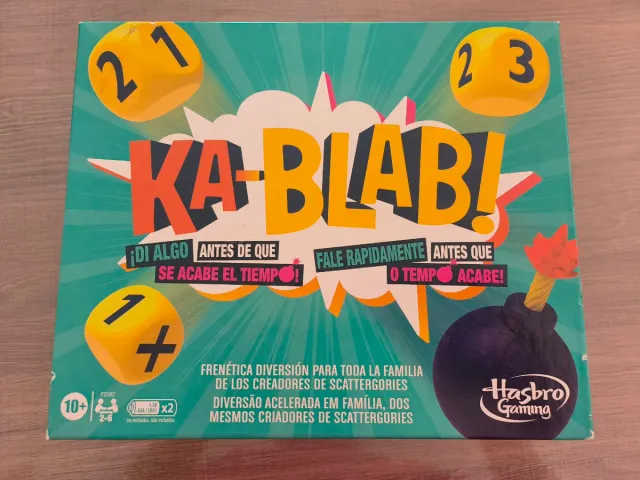 2 1
2 3
KA-BLAB!
¡DI ALGO ANTES DE QUE
SE ACABE EL TIEMPO!
FALE RAPIDAMENTE ANTES QUE
O TEMPO ACABE!
1 +
FRENÉTICA DIVERSIÓN PARA TODA LA FAMILIA
DE LOS CREADORES DE SCATTERGORIES
DIVERSÃO ACELERADA EM FAMÍLIA, DOS
MESMOS CRIADORES DE SCATTERGORIES
10+
F2562
2-6
x2
Hasbro
Gaming